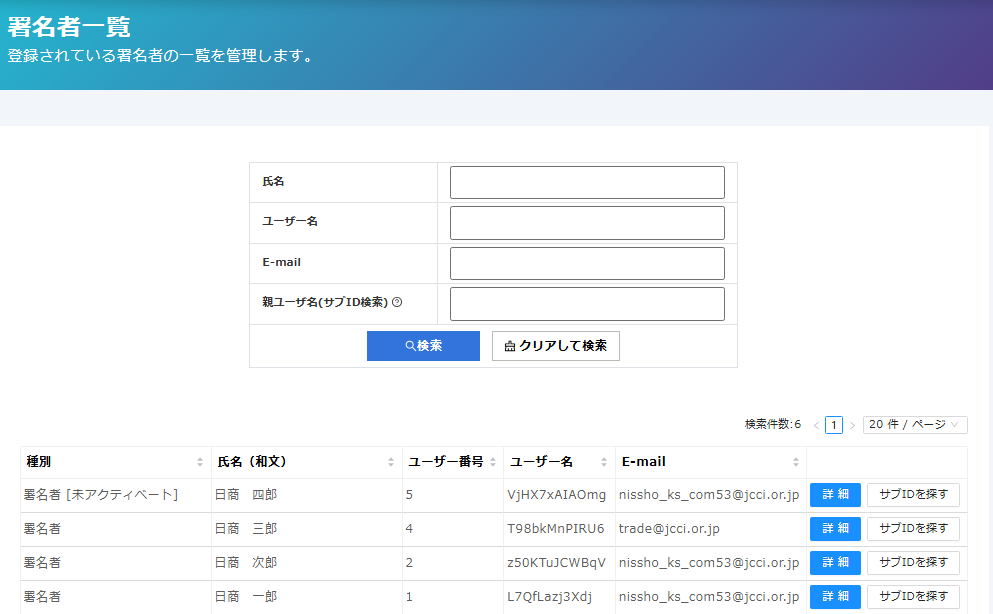 署名者一覧
登録されている署名者の一覧を管理します。
氏名
ユーザー名
E-mail
親ユーザ名(サブID検索)
検索 クリアして検索
検索件数:6 1 20 件 / ページ
種別 氏名（和文） ユーザー番号 ユーザー名 E-mail
署名者 [未アクティベート] 日商　四郎 5 VjHX7xAIAOmg nissho_ks_com53@jcci.or.jp 詳 細 サブIDを探す
署名者 日商　三郎 4 T98bkMnPIRU6 trade@jcci.or.jp 詳 細 サブIDを探す
署名者 日商　次郎 2 z50KTuJCWBqV nissho_ks_com53@jcci.or.jp 詳 細 サブIDを探す
署名者 日商　一郎 1 L7QfLazj3Xdj nissho_ks_com53@jcci.or.jp 詳 細 サブIDを探す